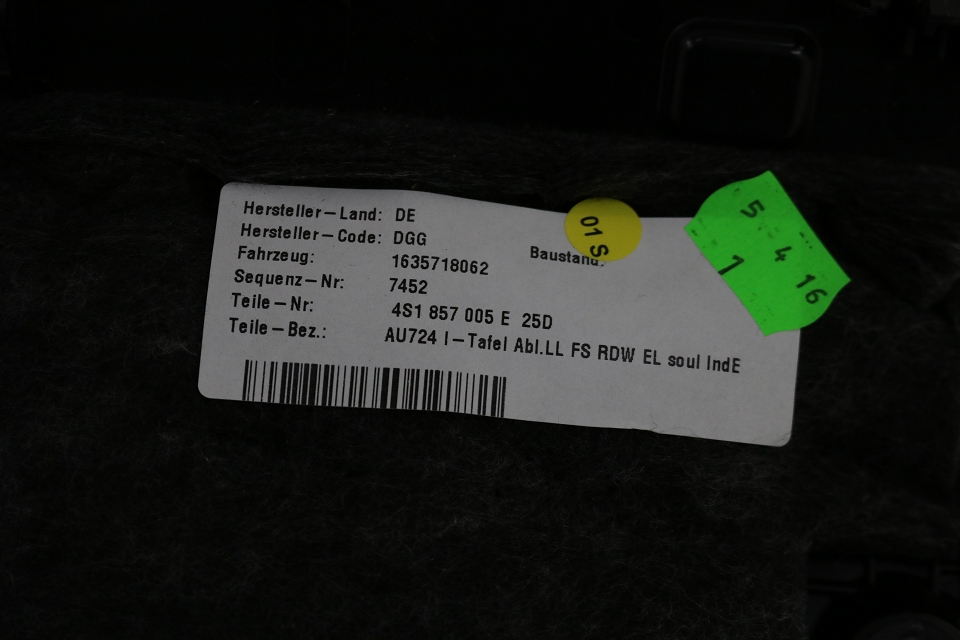 Hersteller-Land: DE
Hersteller-Code: DGG
Fahrzeug: 1635718062
Baustand:
Sequenz-Nr: 7452
Teile-Nr: 4S1 857 005 E 25D
Teile-Bez.: AU724 I-Tafel Abl.LL FS RDW EL soul IndE
01 S
5 4 16
1